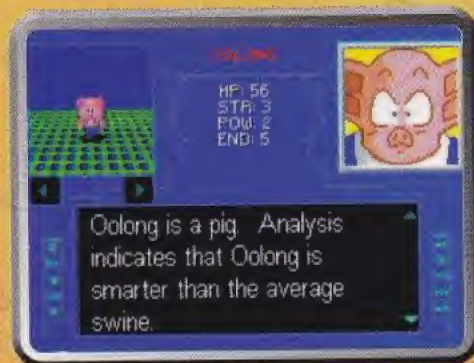 OOLONG
HP: 56
STR: 3
POW: 2
END: 5
Oolong is a pig. Analysis
indicates that Oolong is
smarter than the average
swine.